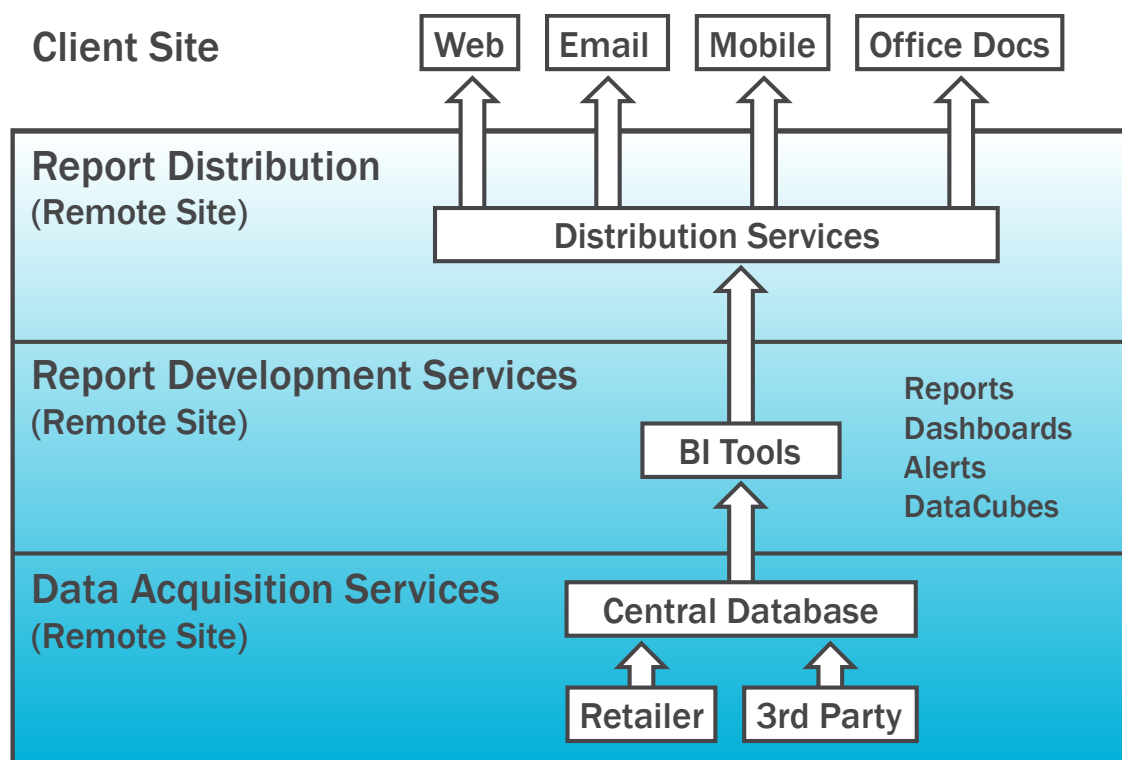 Client Site
Web
Email
Mobile
Office Docs
Report Distribution
(Remote Site)
Distribution Services
Report Development Services
(Remote Site)
BI Tools
Reports
Dashboards
Alerts
DataCubes
Data Acquisition Services
(Remote Site)
Central Database
Retailer
3rd Party